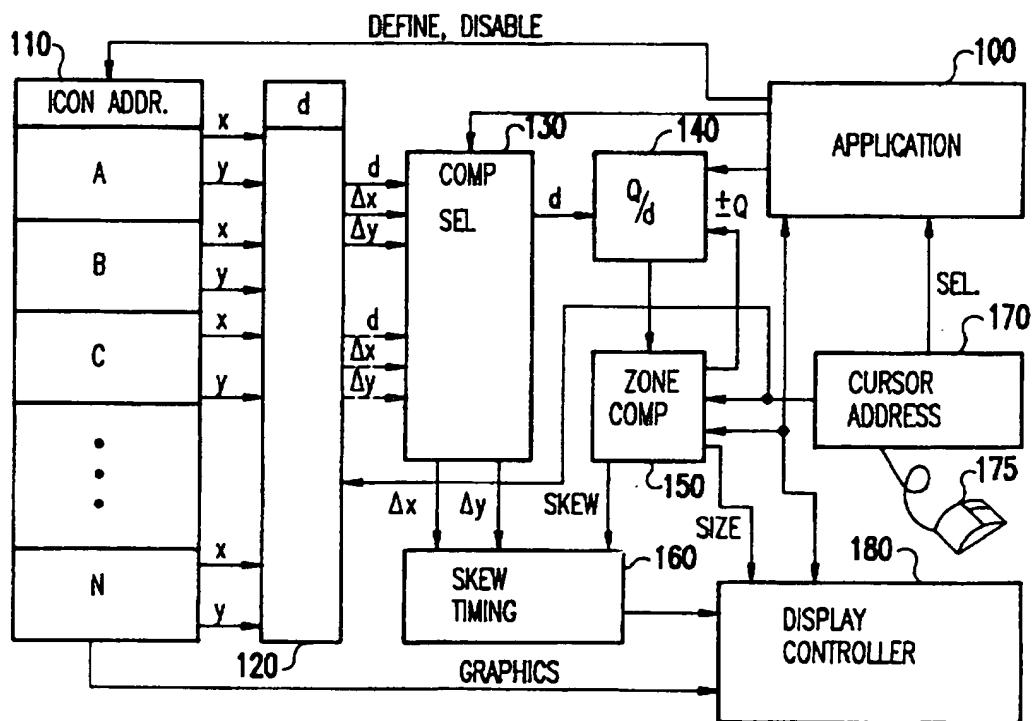 DEFINE, DISABLE
110
100
ICON ADDR.
d
x
130
140
APPLICATION
A
COMP
SEL
Q/d
±Q
y
d
Δx
d
x
Δy
B
y
SEL.
170
x
d
C
Δx
ZONE
COMP
CURSOR
ADDRESS
y
Δy
150
175
Δx
Δy
SKEW
SIZE
x
160
180
N
SKEW
TIMING
y
DISPLAY
CONTROLLER
120
GRAPHICS